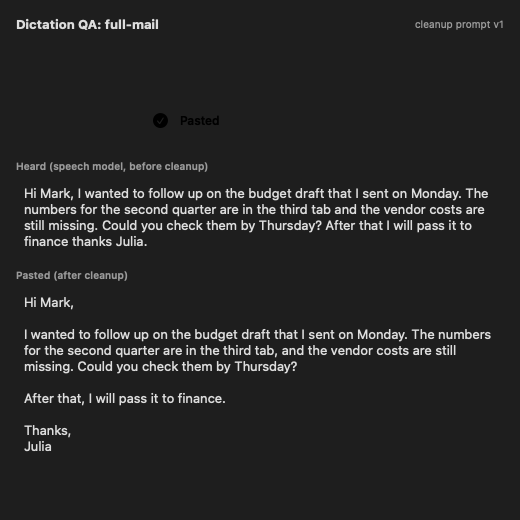 Dictation QA: full-mail
cleanup prompt v1
Pasted
Heard (speech model, before cleanup)
Hi Mark, I wanted to follow up on the budget draft that I sent on Monday. The
numbers for the second quarter are in the third tab and the vendor costs are
still missing. Could you check them by Thursday? After that I will pass it to
finance thanks Julia.
Pasted (after cleanup)
Hi Mark,
I wanted to follow up on the budget draft that I sent on Monday. The numbers
for the second quarter are in the third tab, and the vendor costs are still
missing. Could you check them by Thursday?
After that, I will pass it to finance.
Thanks,
Julia